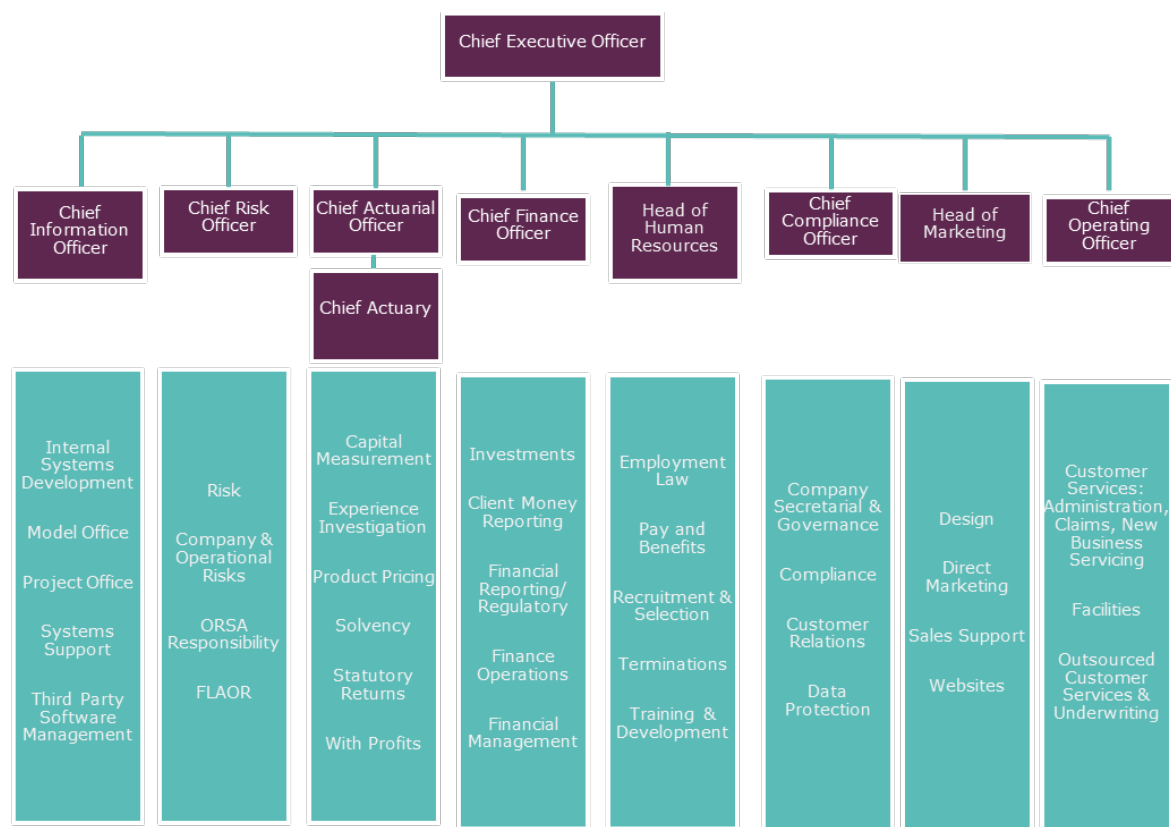 Chief Executive Officer
Chief
Information
Officer
Chief Risk
Officer
Chief Actuarial
Officer
Chief Finance
Officer
Head of
Human
Resources
Chief
Compliance
Officer
Head of
Marketing
Chief
Operating
Officer
Chief Actuary
Internal
Systems
Development
Model Office
Project Office
Systems
Support
Third Party
Software
Management
Risk
Company &
Operational
Risks
ORSA
Responsibility
FLAOR
Capital
Measurement
Experience
Investigation
Product Pricing
Solvency
Statutory
Returns
With Profits
Investments
Client Money
Reporting
Financial
Reporting/
Regulatory
Finance
Operations
Financial
Management
Employment
Law
Pay and
Benefits
Recruitment &
Selection
Terminations
Training &
Development
Company
Secretarial &
Governance
Compliance
Customer
Relations
Data
Protection
Design
Direct
Marketing
Sales Support
Websites
Customer
Services:
Administration,
Claims, New
Business
Servicing
Facilities
Outsourced
Customer
Services &
Underwriting